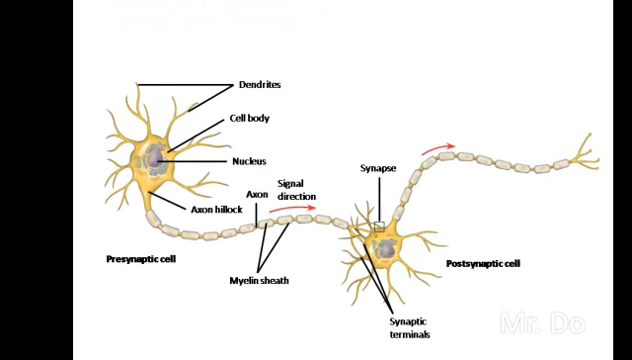 Dendrites
Cell body
Nucleus
Synapse
Signal
direction
Axon
Axon hillock
Presynaptic cell
Postsynaptic cell
Myelin sheath
Synaptic
terminals
Mr. Do